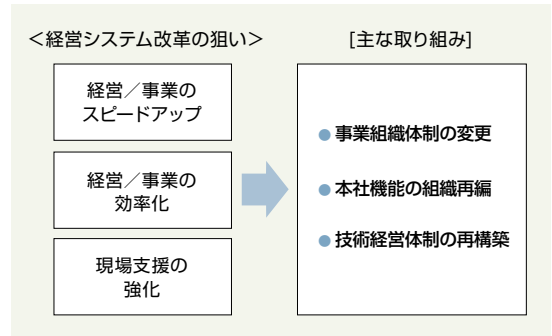 <経営システム改革の狙い>
経営／事業の
スピードアップ
経営／事業の
効率化
現場支援の
強化
[主な取り組み]
●事業組織体制の変更
●本社機能の組織再編
●技術経営体制の再構築